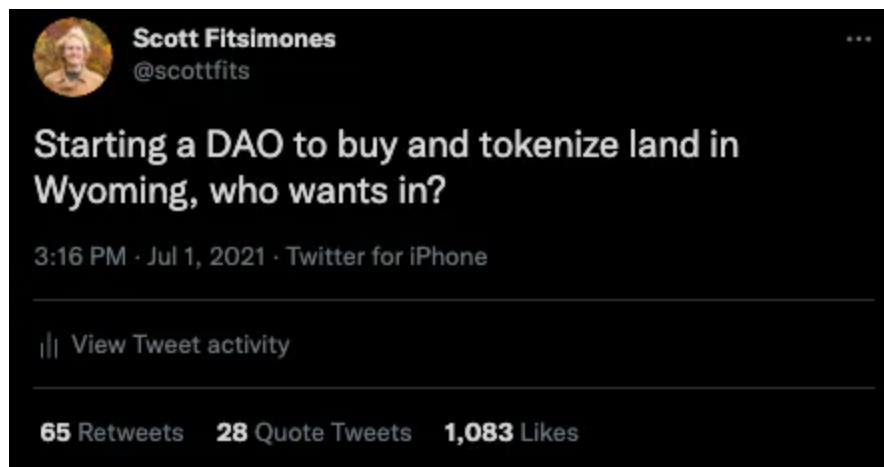 Scott Fitsimones
@scottfits
Starting a DAO to buy and tokenize land in
Wyoming, who wants in?
3:16 PM · Jul 1, 2021 · Twitter for iPhone
View Tweet activity
65 Retweets 28 Quote Tweets 1,083 Likes